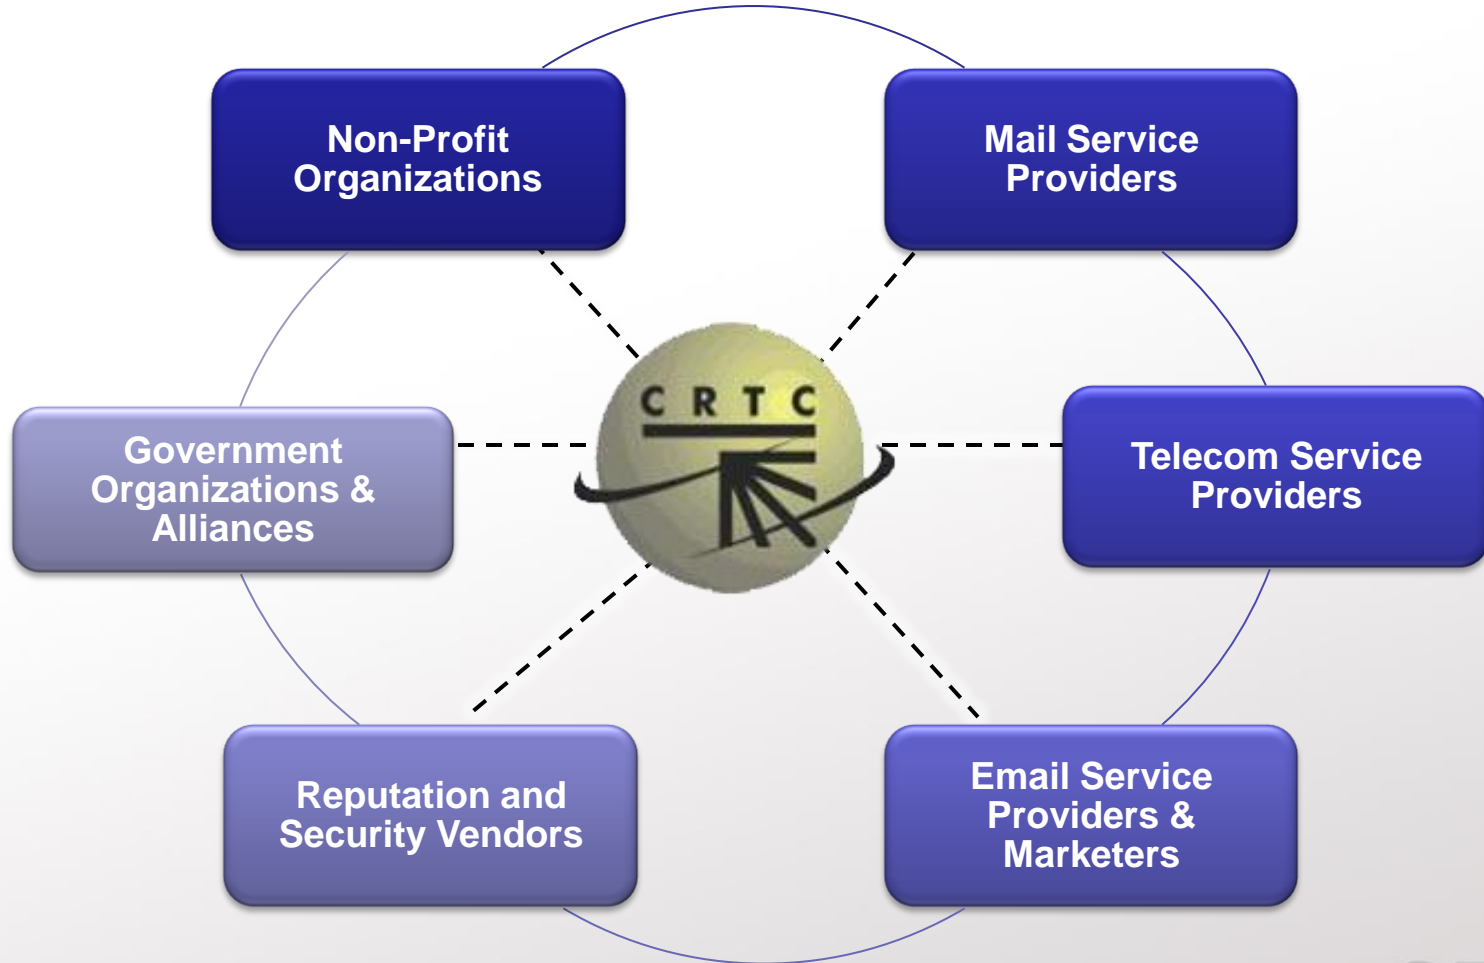 Non-Profit
Organizations
Mail Service
Providers
C R T C
Government
Organizations &
Alliances
Telecom Service
Providers
Reputation and
Security Vendors
Email Service
Providers &
Marketers